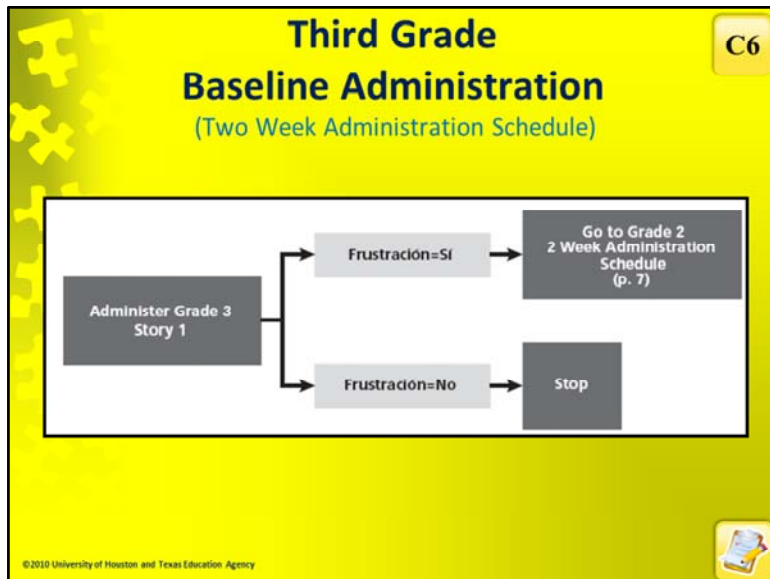 Third Grade
Baseline Administration
(Two Week Administration Schedule)
C6
Administer Grade 3
Story 1
Frustración=Sí
Go to Grade 2
2 Week Administration
Schedule
(p. 7)
Frustración=No
Stop
©2010 University of Houston and Texas Education Agency